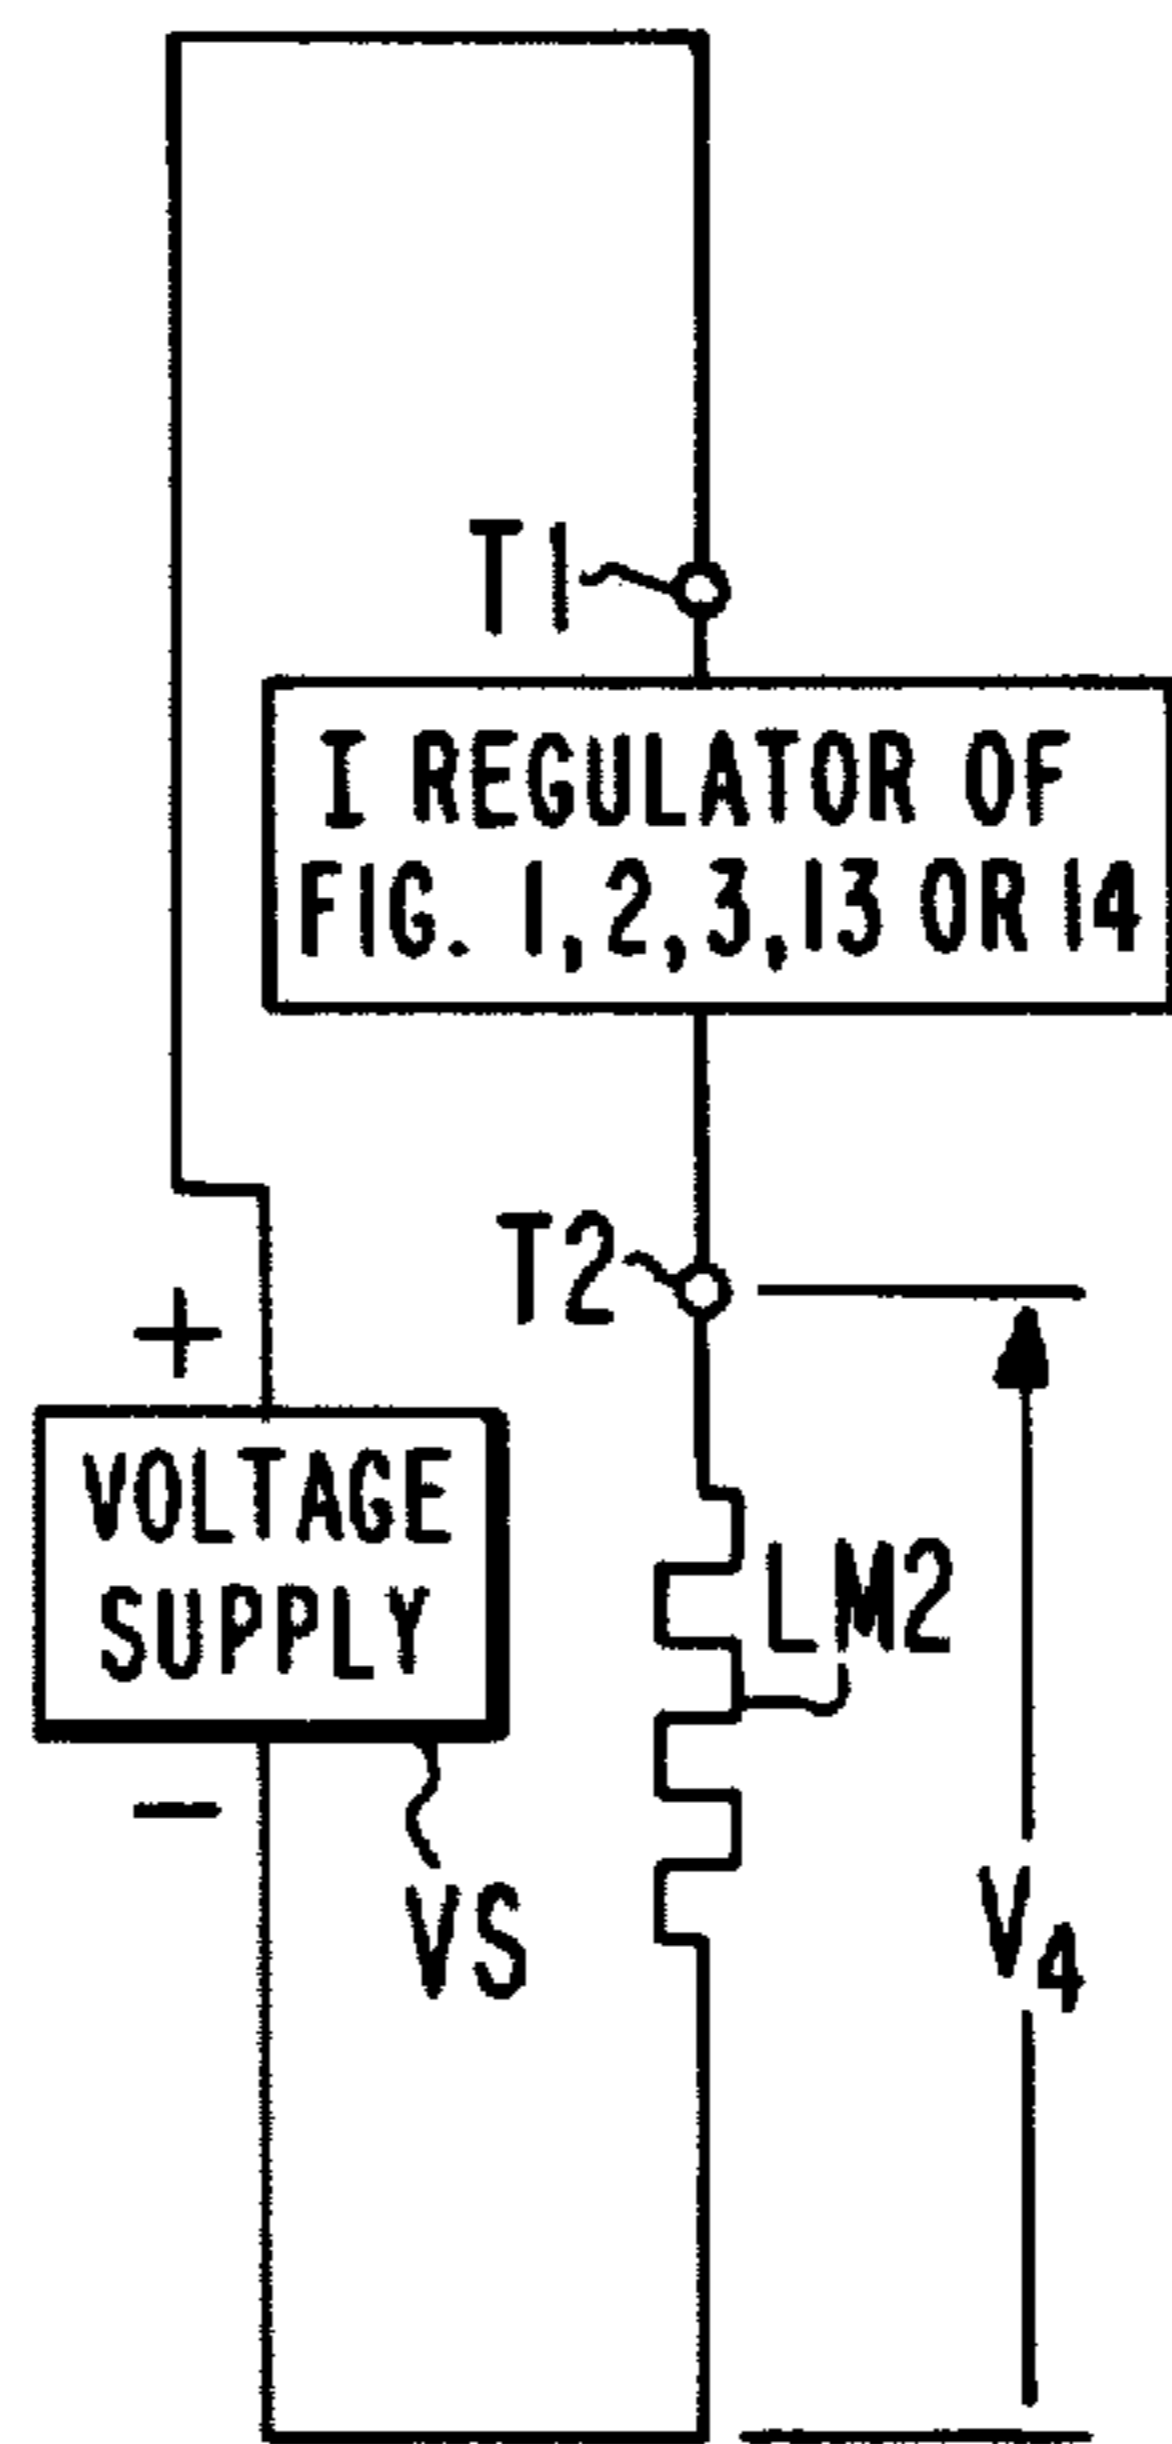 T1
I REGULATOR OF
FIG. 1,2,3,13 OR 14
T2
+
VOLTAGE
SUPPLY
LM2
−
VS
V4